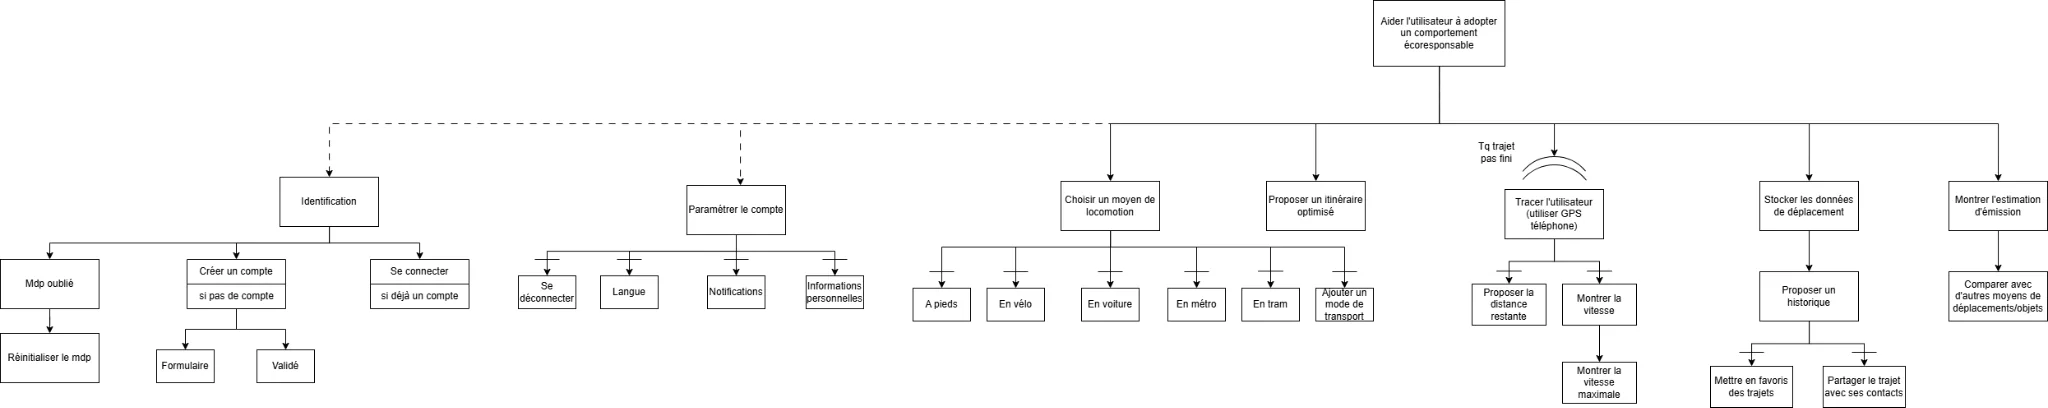 Aider l'utilisateur à adopter
un comportement
écoresponsable
Tq trajet
pas fini
Identification
Paramétrer le compte
Choisir un moyen de
locomotion
Proposer un itinéraire
optimisé
Tracer l'utilisateur
(utiliser GPS
téléphone)
Stocker les données
de déplacement
Montrer l'estimation
d'émission
Mdp oublié
Créer un compte
si pas de compte
Se connecter
si déjà un compte
Se
déconnecter
Langue
Notifications
Informations
personnelles
A pieds
En vélo
En voiture
En métro
En tram
Ajouter un
mode de
transport
Proposer la
distance
restante
Montrer la
vitesse
Proposer un
historique
Comparer avec
d'autres moyens de
déplacements/objets
Réinitialiser le mdp
Formulaire
Validé
Montrer la
vitesse
maximale
Mettre en favoris
des trajets
Partager le trajet
avec ses contacts